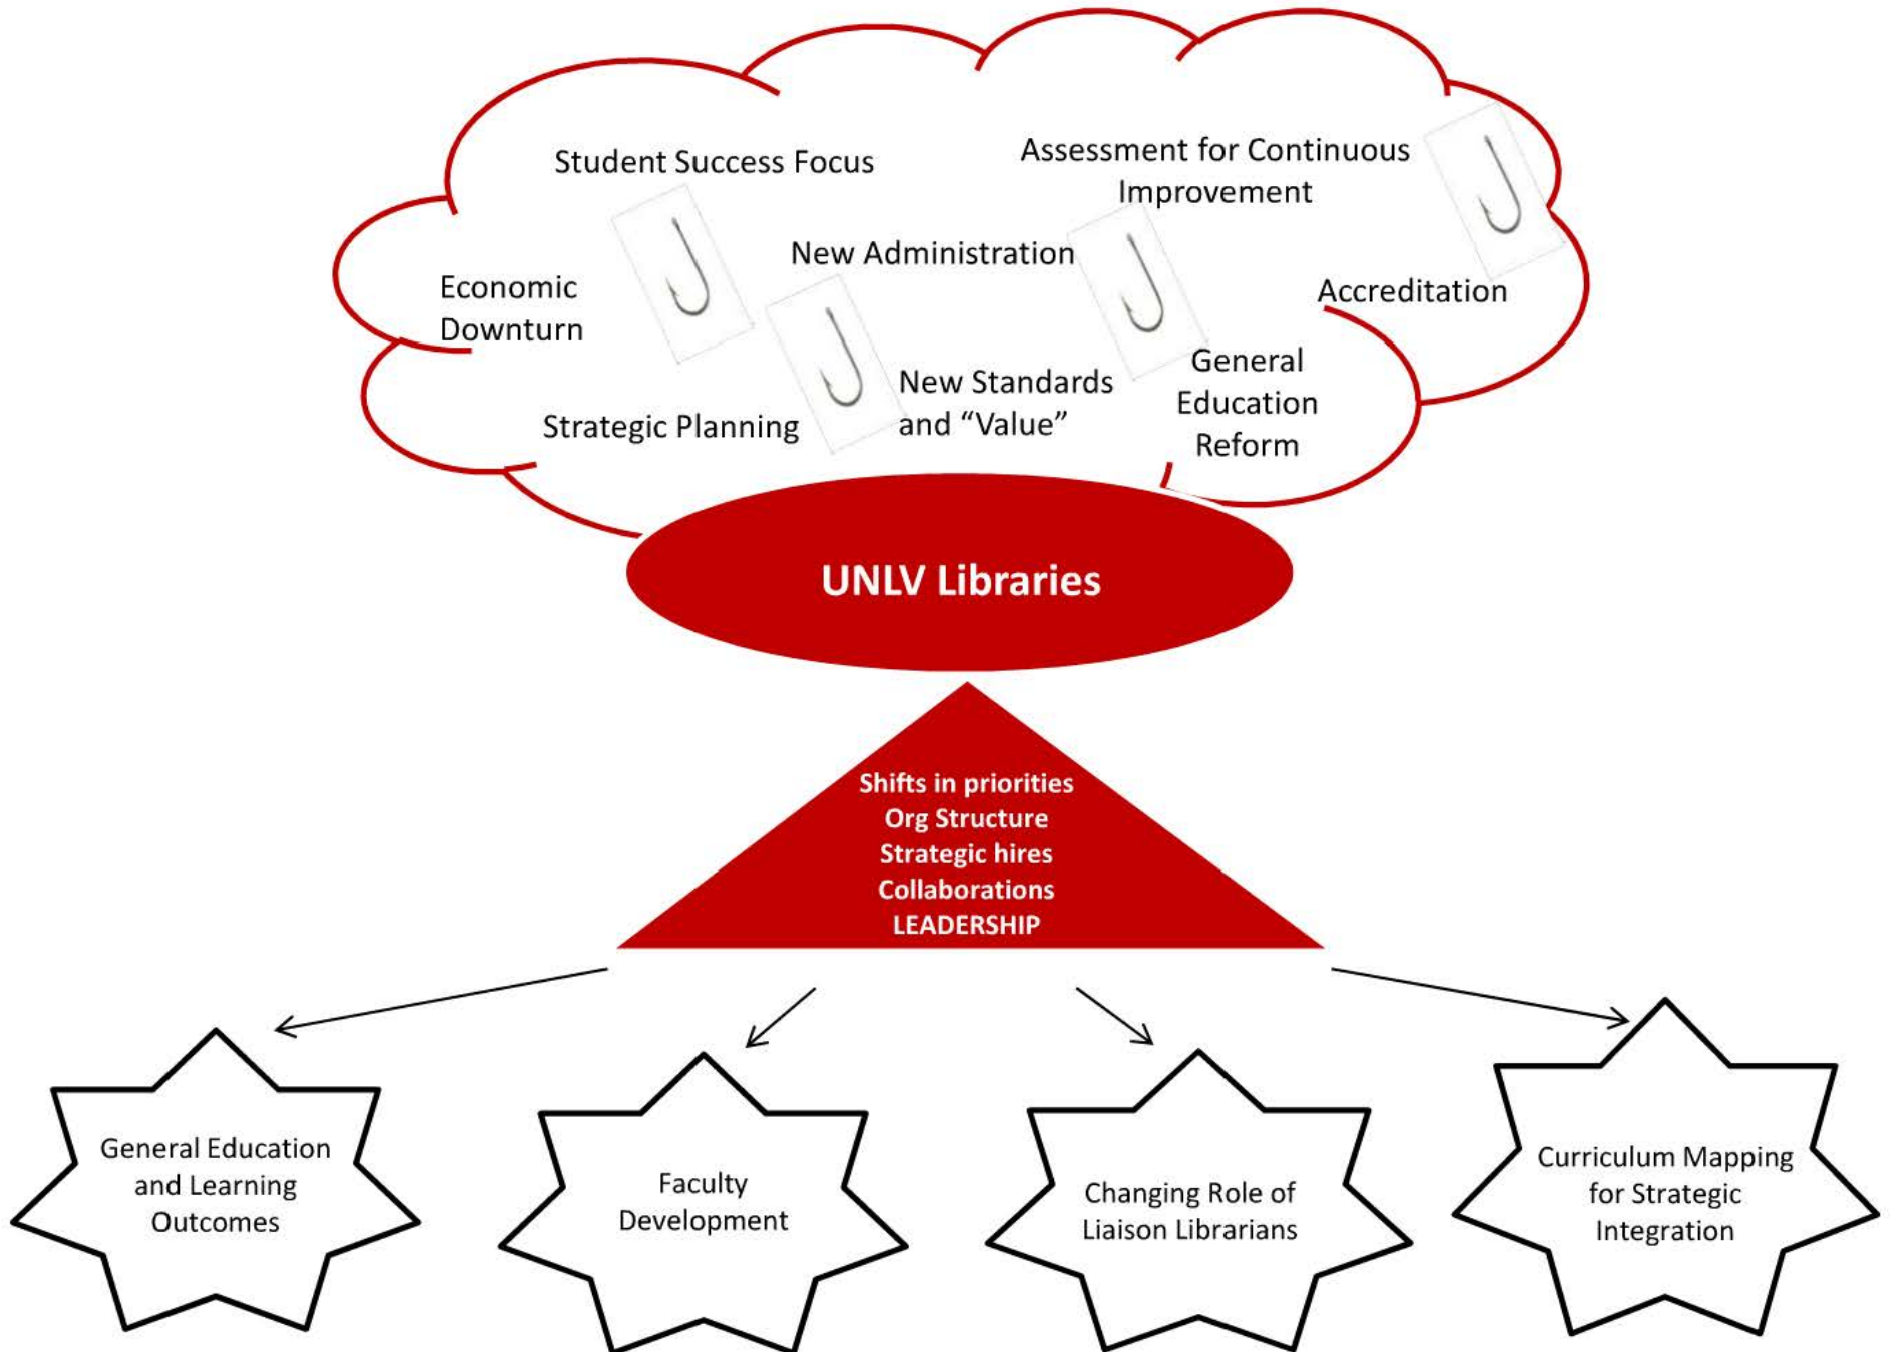 Student Success Focus
Assessment for Continuous
Improvement
New Administration
Economic
Downturn
Accreditation
General
Education
Reform
New Standards
and “Value”
Strategic Planning
UNLV Libraries
Shifts in priorities
Org Structure
Strategic hires
Collaborations
LEADERSHIP
General Education
and Learning
Outcomes
Faculty
Development
Changing Role of
Liaison Librarians
Curriculum Mapping
for Strategic
Integration